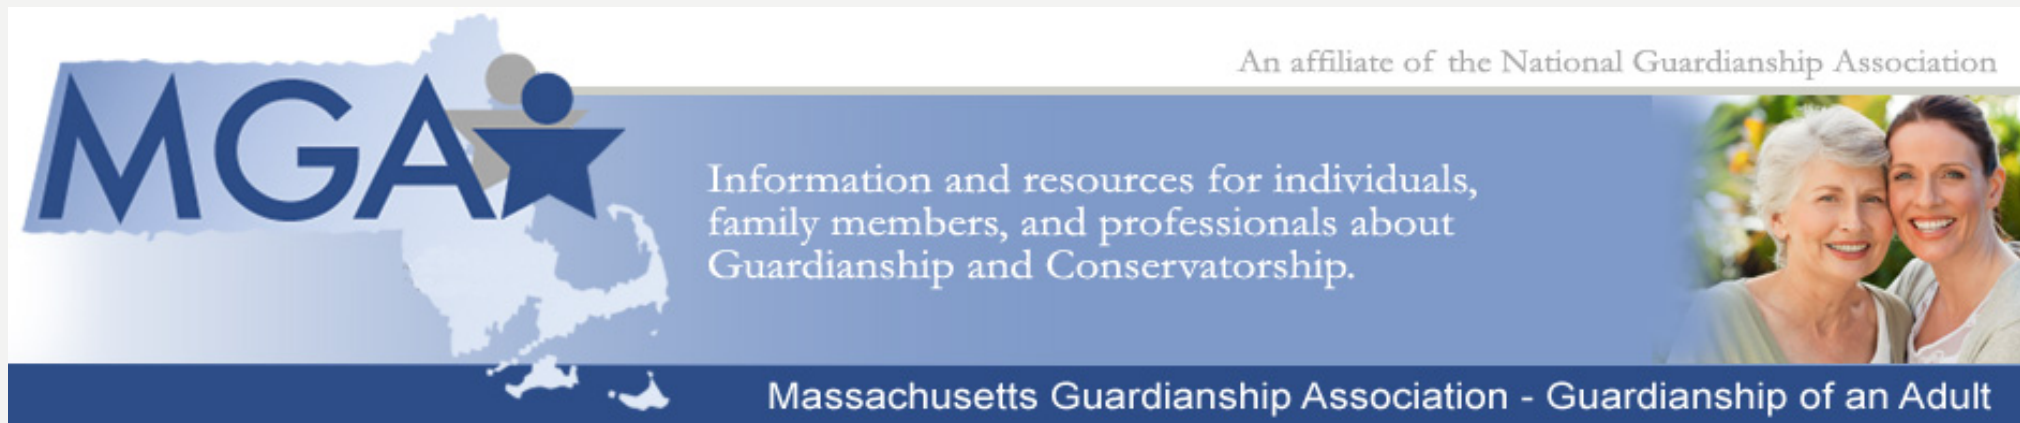 An affiliate of the National Guardianship Association
MGA
Information and resources for individuals,
family members, and professionals about
Guardianship and Conservatorship.
Massachusetts Guardianship Association - Guardianship of an Adult